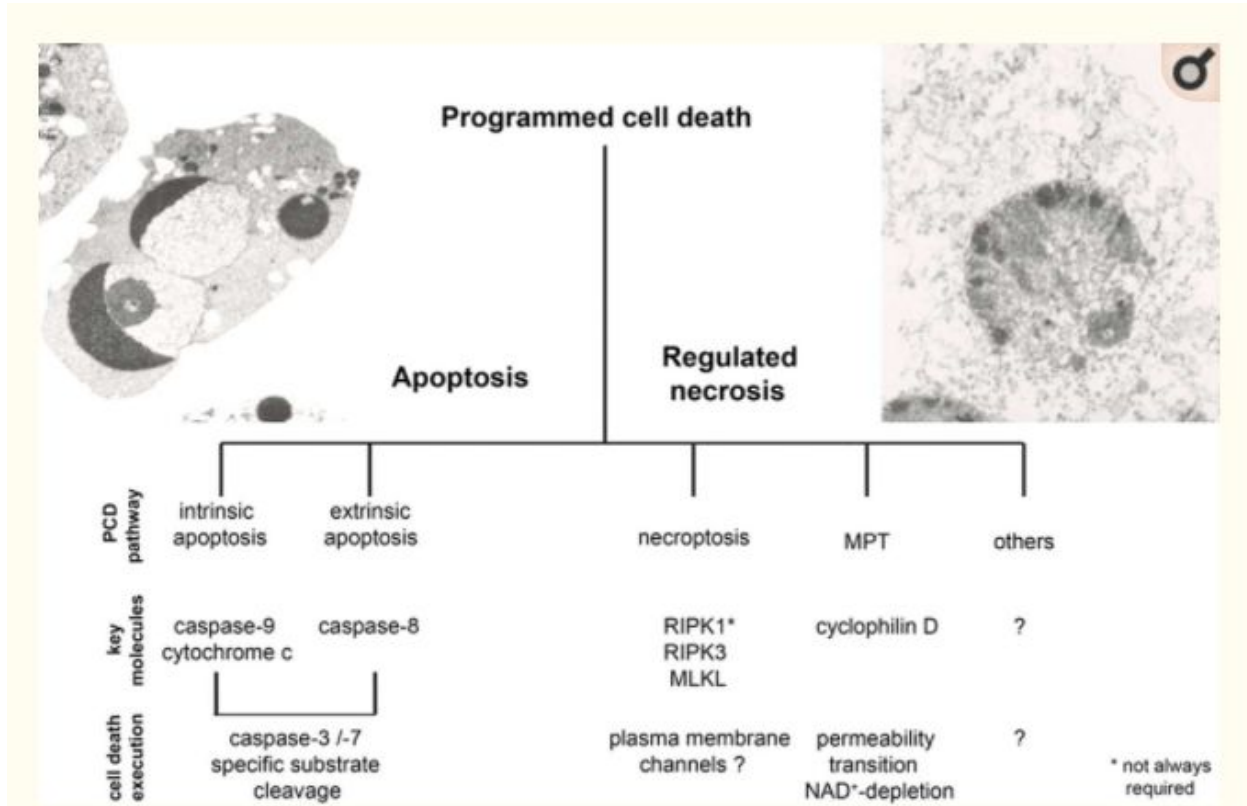 Programmed cell death
Apoptosis
Regulated
necrosis
PCD
pathway
intrinsic
apoptosis
extrinsic
apoptosis
necroptosis
MPT
others
key
molecules
caspase-9
cytochrome c
caspase-8
RIPK1*
RIPK3
MLKL
cyclophilin D
?
cell death
execution
caspase-3 /-7
specific substrate
cleavage
plasma membrane
channels ?
permeability
transition
NAD⁺-depletion
?
* not always
required